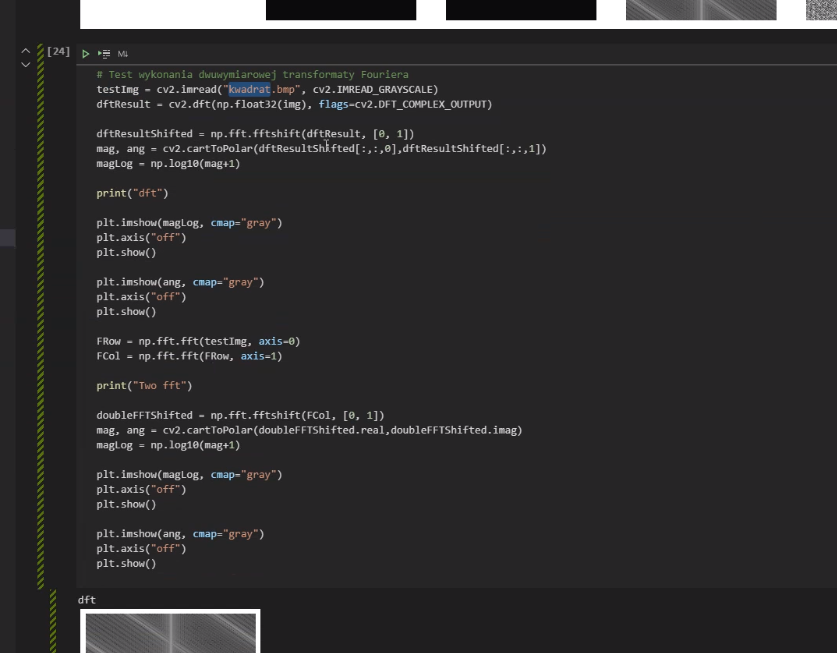 [24]
M↓
# Test wykonania dwuwymiarowej transformaty Fouriera
testImg = cv2.imread("kwadrat.bmp", cv2.IMREAD_GRAYSCALE)
dftResult = cv2.dft(np.float32(img), flags=cv2.DFT_COMPLEX_OUTPUT)
dftResultShifted = np.fft.fftshift(dftResult, [0, 1])
mag, ang = cv2.cartToPolar(dftResultShifted[:,:,0],dftResultShifted[:,:,1])
magLog = np.log10(mag+1)
print("dft")
plt.imshow(magLog, cmap="gray")
plt.axis("off")
plt.show()
plt.imshow(ang, cmap="gray")
plt.axis("off")
plt.show()
FRow = np.fft.fft(testImg, axis=0)
FCol = np.fft.fft(FRow, axis=1)
print("Two fft")
doubleFFTShifted = np.fft.fftshift(FCol, [0, 1])
mag, ang = cv2.cartToPolar(doubleFFTShifted.real,doubleFFTShifted.imag)
magLog = np.log10(mag+1)
plt.imshow(magLog, cmap="gray")
plt.axis("off")
plt.show()
plt.imshow(ang, cmap="gray")
plt.axis("off")
plt.show()
dft